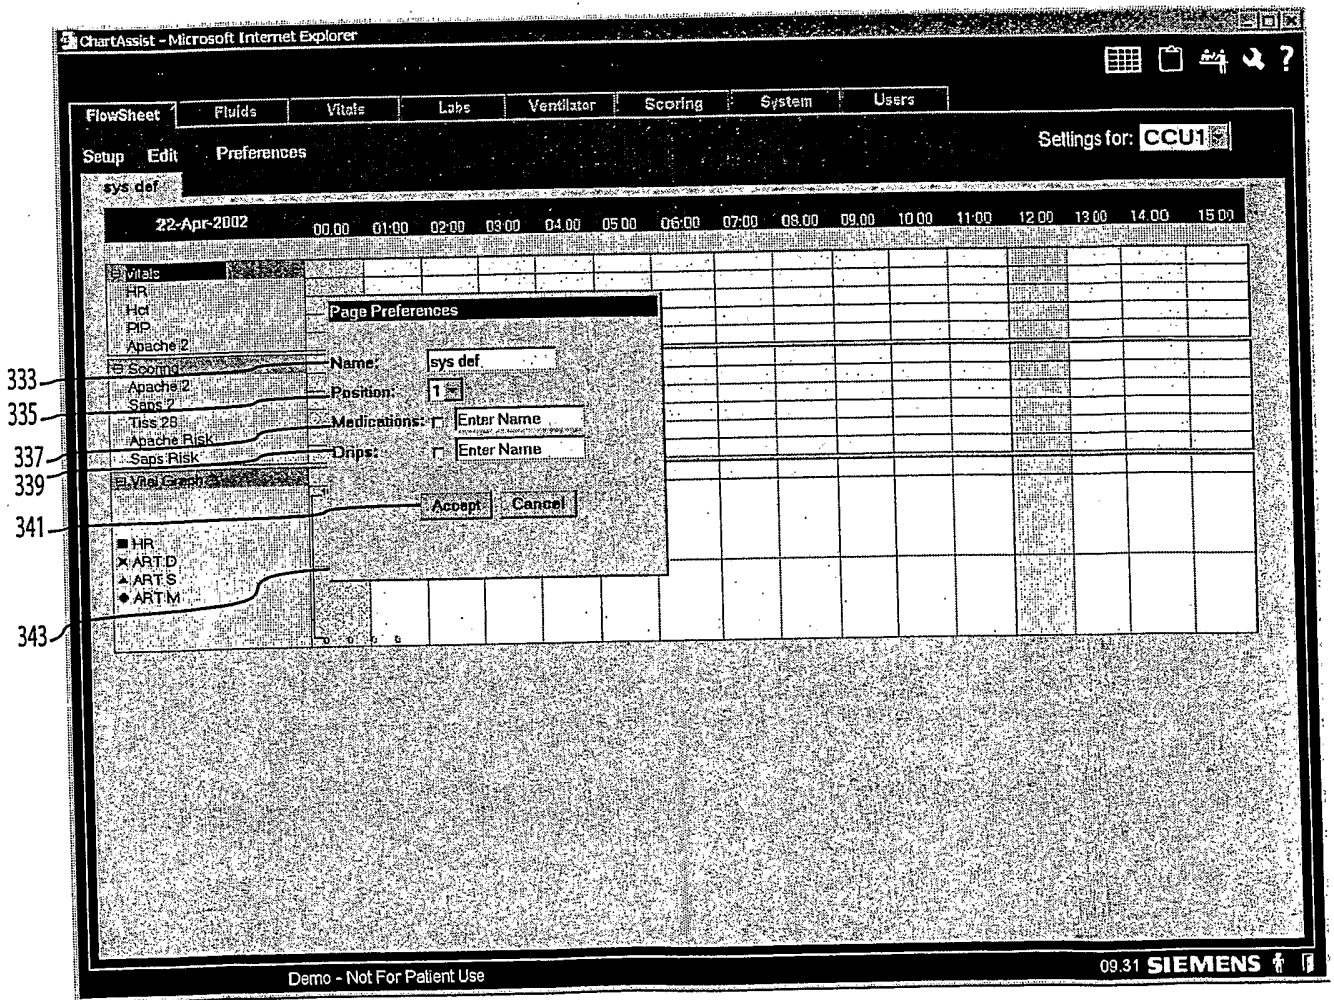 ChartAssist - Microsoft Internet Explorer
?
FlowSheet Fluids Vitals Labs Ventilator Scoring System Users
Setup Edit Preferences Settings for: CCU1
sys def
22-Apr-2002 00.00 01:00 02:00 03:00 04.00 05 00 06:00 07:00 08.00 09.00 10 00 11:00 12 00 13 00 14.00 15 00
vitals
HR
Hct
PIP
Apache 2
Scoring
Apache 2
Saps 2
Tiss 28
Apache Risk
Saps Risk
Vital Graph
HR
ART D
ART S
ART M
Page Preferences
Name: sys def
Position: 1
Medications: Enter Name
Drips: Enter Name
Accept Cancel
333
335
337
339
341
343
Demo - Not For Patient Use
09.31 SIEMENS